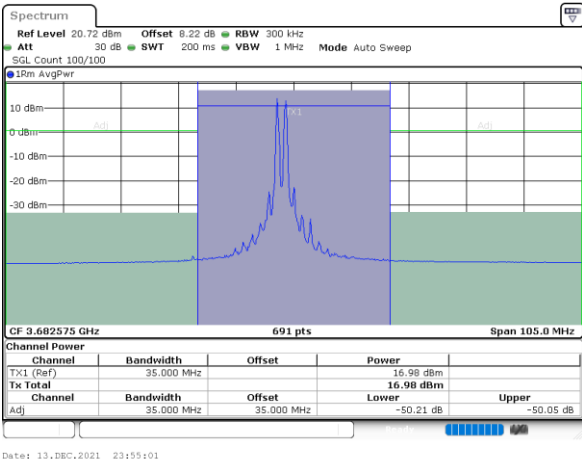 Spectrum
Ref Level 20.72 dBm Offset 8.22 dB RBW 300 kHz
Att 30 dB SWT 200 ms VBW 1 MHz Mode Auto Sweep
SGL Count 100/100
1Rm AvgPwr
10 dBm
TX1
Adj
Adj
0 dBm
-10 dBm
-20 dBm
-30 dBm
CF 3.682575 GHz 691 pts Span 105.0 MHz
Channel Power
Channel Bandwidth Offset Power
TX1 (Ref) 35.000 MHz 16.98 dBm
Tx Total 16.98 dBm
Channel Bandwidth Offset Lower Upper
Adj 35.000 MHz 35.000 MHz -50.21 dB -50.05 dB
Ready
Date: 13.DEC.2021 23:55:01